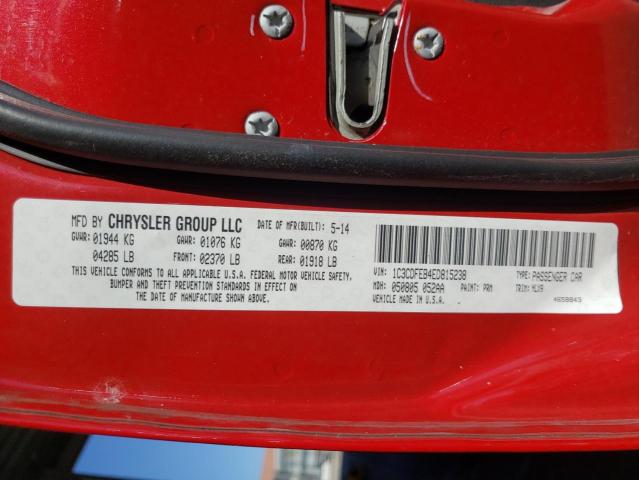 MFD BY CHRYSLER GROUP LLC DATE OF MFR(BUILT): 5-14
GVWR: 01944 KG GAWR: 01076 KG GAWR: 00870 KG
04285 LB FRONT: 02370 LB REAR: 01918 LB
THIS VEHICLE CONFORMS TO ALL APPLICABLE U.S.A. FEDERAL MOTOR VEHICLE SAFETY,
BUMPER AND THEFT PREVENTION STANDARDS IN EFFECT ON
THE DATE OF MANUFACTURE SHOWN ABOVE.
VIN: 1C3CDFEB4ED815238 TYPE: PASSENGER CAR
MDH: 050805 052AA PAINT: PRM TRIM: MLX9
VEHICLE MADE IN U.S.A. 4658843